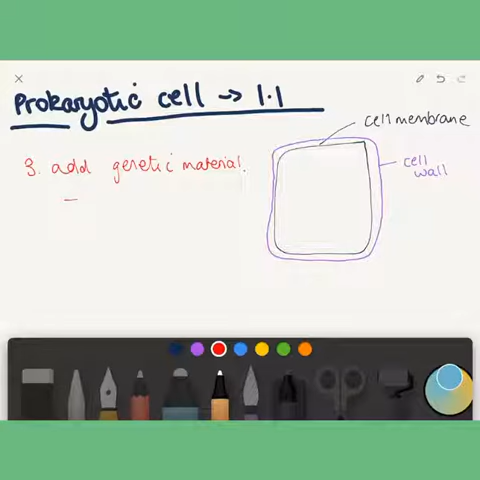 Prokaryotic cell → 1.1
cell membrane
3. add genetic material.
cell
wall
–